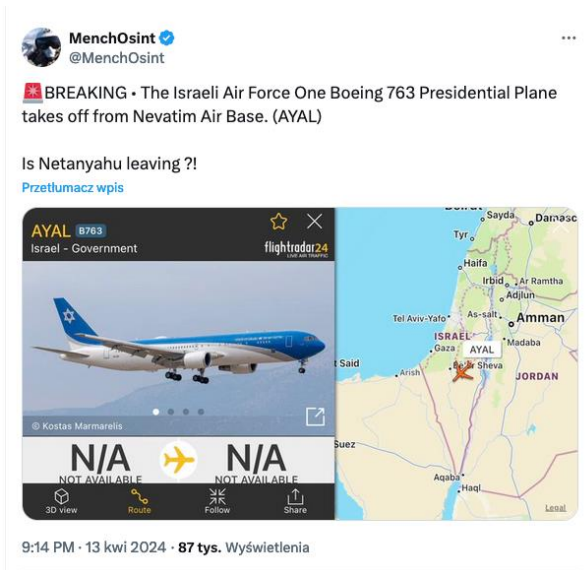 MenchOsint
@MenchOsint
🚨BREAKING • The Israeli Air Force One Boeing 763 Presidential Plane
takes off from Nevatim Air Base. (AYAL)
Is Netanyahu leaving ?!
Przetłumacz wpis
AYAL B763
Israel - Government
flightradar24
LIVE AIR TRAFFIC
© Kostas Marmarelis
N/A
NOT AVAILABLE
N/A
NOT AVAILABLE
3D view
Route
Follow
Share
Sayda
Damasc
Tyr
Haifa
Irbid
Ar Ramtha
Adjlun
Tel Aviv-Yafo
As-salt
Amman
ISRAEL
Madaba
Gaza
AYAL
Sheva
Said
Arish
JORDAN
Suez
Aqaba
Haql
Legal
9:14 PM · 13 kwi 2024 · 87 tys. Wyświetlenia